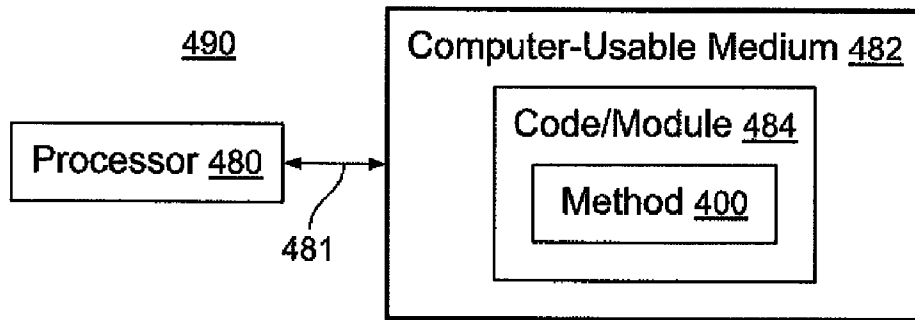 490
Computer-Usable Medium 482
Code/Module 484
Processor 480
Method 400
481